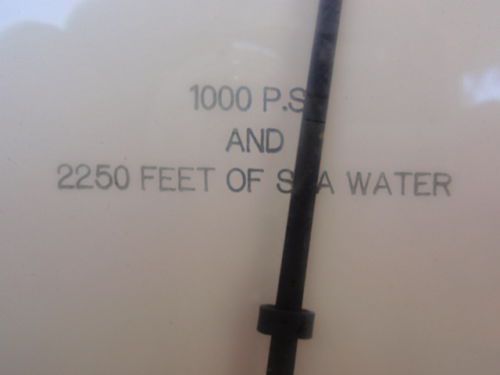 1000 P.S
AND
2250 FEET OF SEA WATER